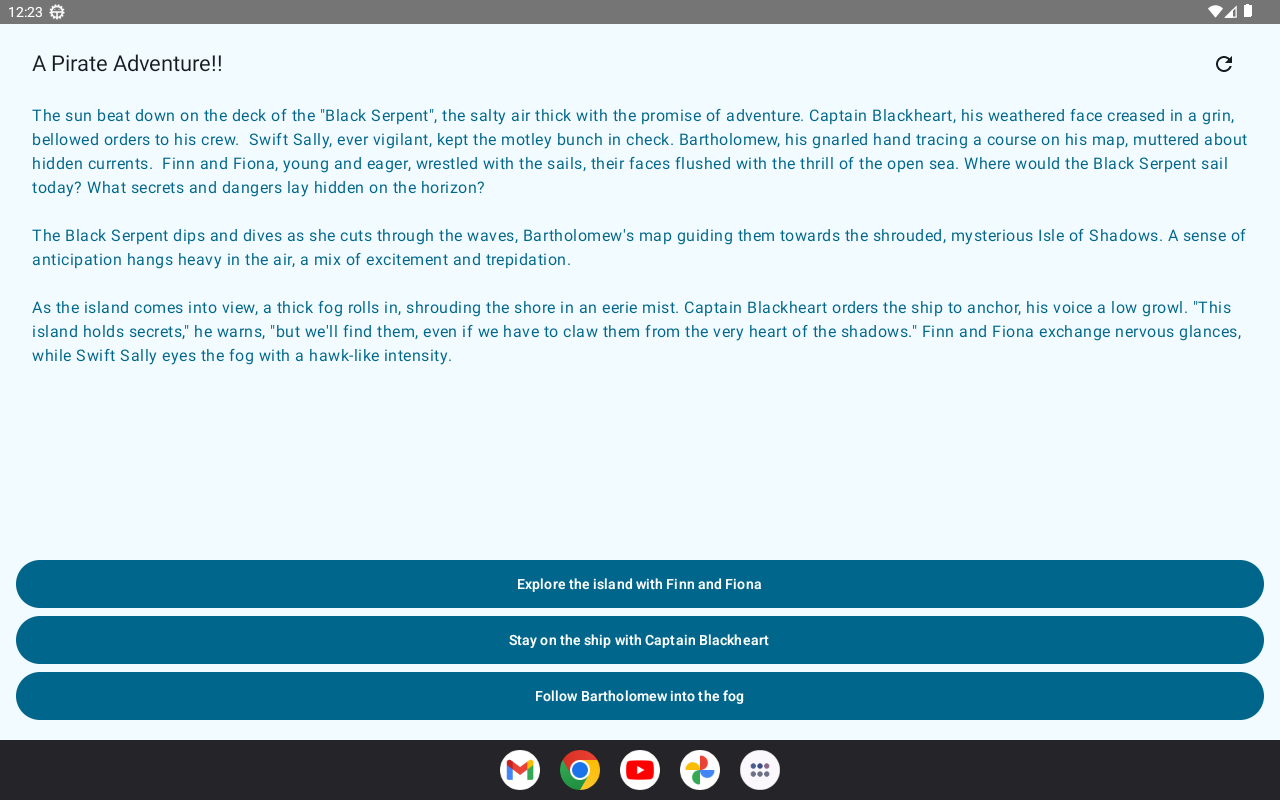 12:23
A Pirate Adventure!!
The sun beat down on the deck of the "Black Serpent", the salty air thick with the promise of adventure. Captain Blackheart, his weathered face creased in a grin,
bellowed orders to his crew.  Swift Sally, ever vigilant, kept the motley bunch in check. Bartholomew, his gnarled hand tracing a course on his map, muttered about
hidden currents.  Finn and Fiona, young and eager, wrestled with the sails, their faces flushed with the thrill of the open sea. Where would the Black Serpent sail
today? What secrets and dangers lay hidden on the horizon?
The Black Serpent dips and dives as she cuts through the waves, Bartholomew's map guiding them towards the shrouded, mysterious Isle of Shadows. A sense of
anticipation hangs heavy in the air, a mix of excitement and trepidation.
As the island comes into view, a thick fog rolls in, shrouding the shore in an eerie mist. Captain Blackheart orders the ship to anchor, his voice a low growl. "This
island holds secrets," he warns, "but we'll find them, even if we have to claw them from the very heart of the shadows." Finn and Fiona exchange nervous glances,
while Swift Sally eyes the fog with a hawk-like intensity.
Explore the island with Finn and Fiona
Stay on the ship with Captain Blackheart
Follow Bartholomew into the fog